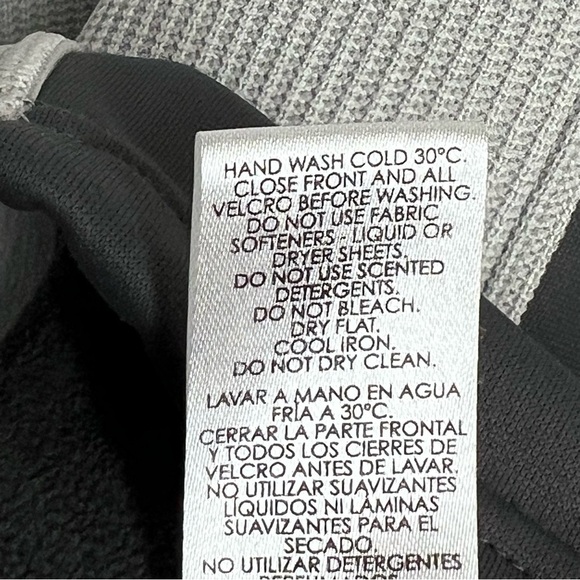 HAND WASH COLD 30°C.
CLOSE FRONT AND ALL
VELCRO BEFORE WASHING.
DO NOT USE FABRIC
SOFTENERS - LIQUID OR
DRYER SHEETS.
DO NOT USE SCENTED
DETERGENTS.
DO NOT BLEACH.
DRY FLAT.
COOL IRON.
DO NOT DRY CLEAN.
LAVAR A MANO EN AGUA
FRÍA A 30°C.
CERRAR LA PARTE FRONTAL
Y TODOS LOS CIERRES DE
VELCRO ANTES DE LAVAR.
NO UTILIZAR SUAVIZANTES
LÍQUIDOS NI LÁMINAS
SUAVIZANTES PARA EL
SECADO.
NO UTILIZAR DETERGENTES